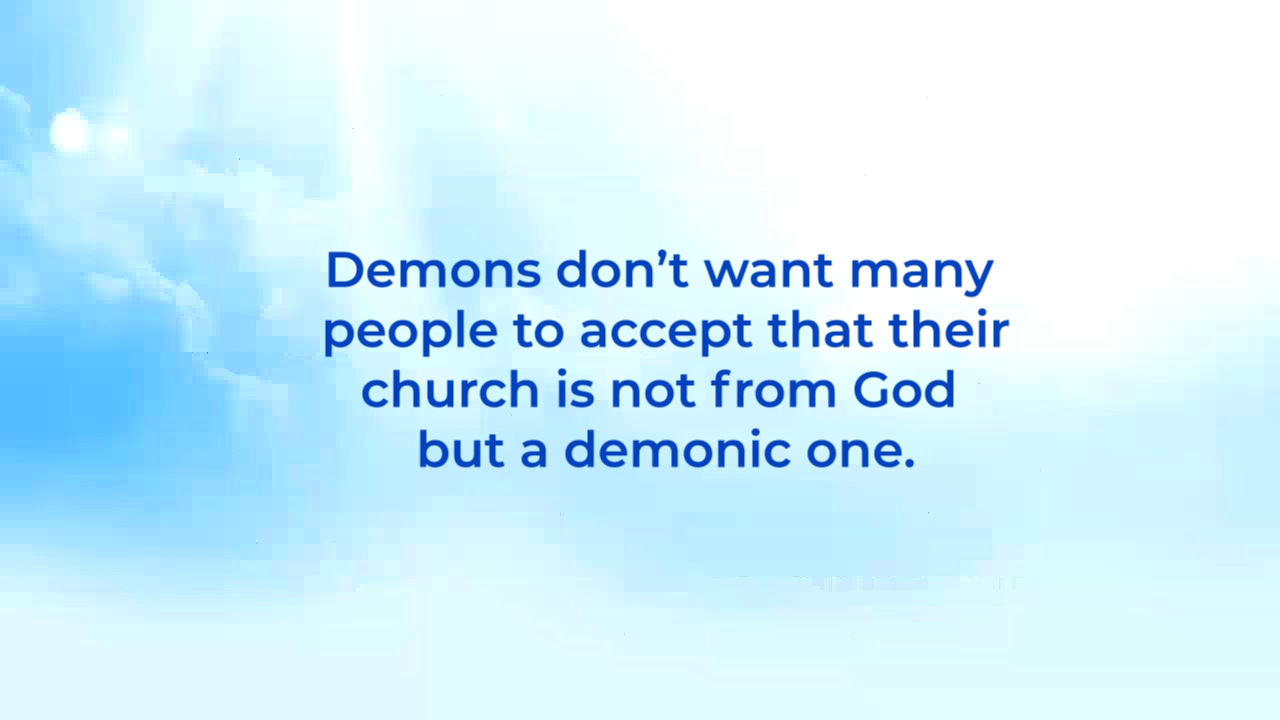 Demons don’t want many
people to accept that their
church is not from God
but a demonic one.